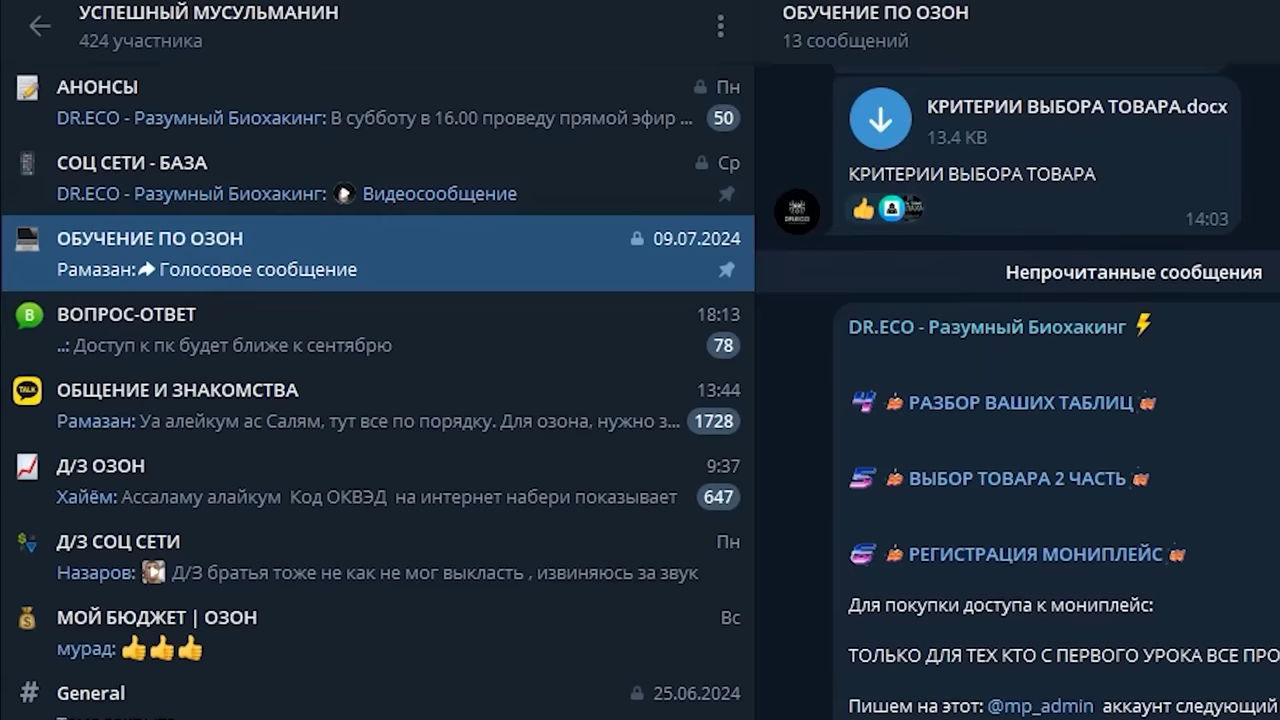 УСПЕШНЫЙ МУСУЛЬМАНИН
424 участника
АНОНСЫ
Пн
DR.ECO - Разумный Биохакинг: В субботу в 16.00 проведу прямой эфир ...
50
СОЦ СЕТИ - БАЗА
Ср
DR.ECO - Разумный Биохакинг: Видеосообщение
ОБУЧЕНИЕ ПО ОЗОН
09.07.2024
Рамазан: Голосовое сообщение
ВОПРОС-ОТВЕТ
18:13
..: Доступ к пк будет ближе к сентябрю
78
ОБЩЕНИЕ И ЗНАКОМСТВА
13:44
Рамазан: Уа алейкум ас Салям, тут все по порядку. Для озона, нужно з...
1728
Д/З ОЗОН
9:37
Хайём: Ассаламу алайкум Код ОКВЭД на интернет набери показывает
647
Д/З СОЦ СЕТИ
Пн
Назаров: Д/З братья тоже не как не мог выкласть , извиняюсь за звук
МОЙ БЮДЖЕТ | ОЗОН
Вс
мурад: 👍👍👍
# General
25.06.2024
ОБУЧЕНИЕ ПО ОЗОН
13 сообщений
КРИТЕРИИ ВЫБОРА ТОВАРА.docx
13.4 KB
КРИТЕРИИ ВЫБОРА ТОВАРА
14:03
Непрочитанные сообщения
DR.ECO - Разумный Биохакинг ⚡
4 РАЗБОР ВАШИХ ТАБЛИЦ
5 ВЫБОР ТОВАРА 2 ЧАСТЬ
6 РЕГИСТРАЦИЯ МОНИПЛЕЙС
Для покупки доступа к мониплейс:
ТОЛЬКО ДЛЯ ТЕХ КТО С ПЕРВОГО УРОКА ВСЕ ПРО
Пишем на этот: @mp_admin аккаунт следующий